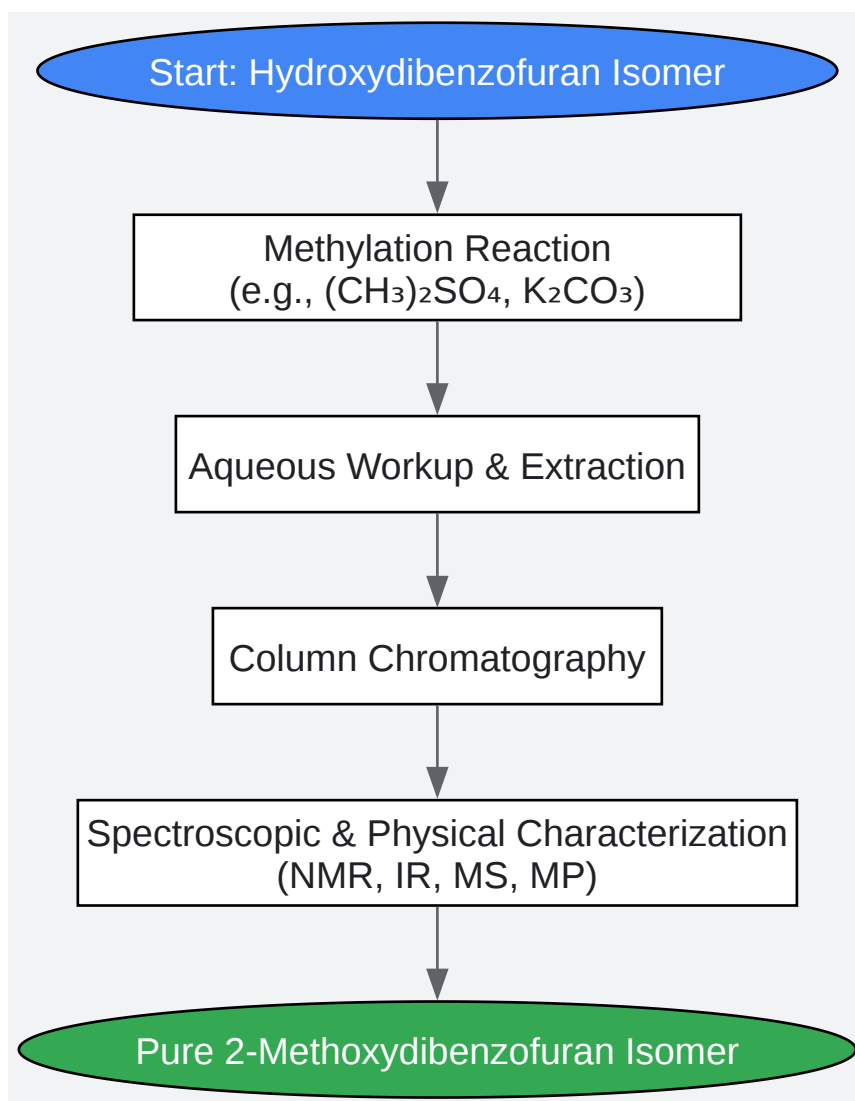 Start: Hydroxydibenzofuran Isomer
Methylation Reaction
(e.g., (CH₃)₂SO₄, K₂CO₃)
Aqueous Workup & Extraction
Column Chromatography
Spectroscopic & Physical Characterization
(NMR, IR, MS, MP)
Pure 2-Methoxydibenzofuran Isomer